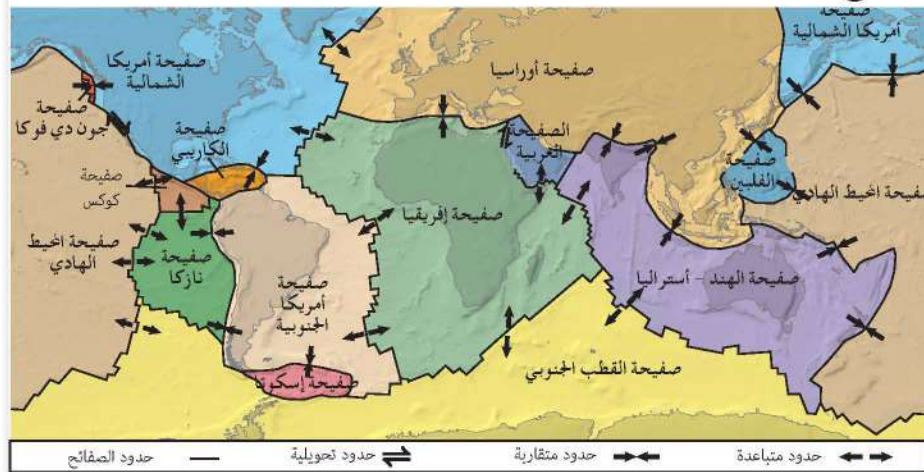 صفيحة
أمريكا الشمالية
صفيحة أمريكا
الشمالية
صفيحة أوراسيا
صفيحة
جون دي فوكا
صفيحة
الكاريبي
الصفيحة
العربية
صفيحة
الفلبين
صفيحة
كوكس
صفيحة المحيط الهادي
صفيحة إفريقيا
صفيحة المحيط
الهادي
صفيحة
نازكا
صفيحة
أمريكا
الجنوبية
صفيحة الهند - أستراليا
صفيحة القطب الجنوبي
صفيحة إسكوت
حدود متباعدة
حدود متقاربة
حدود تحويلية
حدود الصفائح